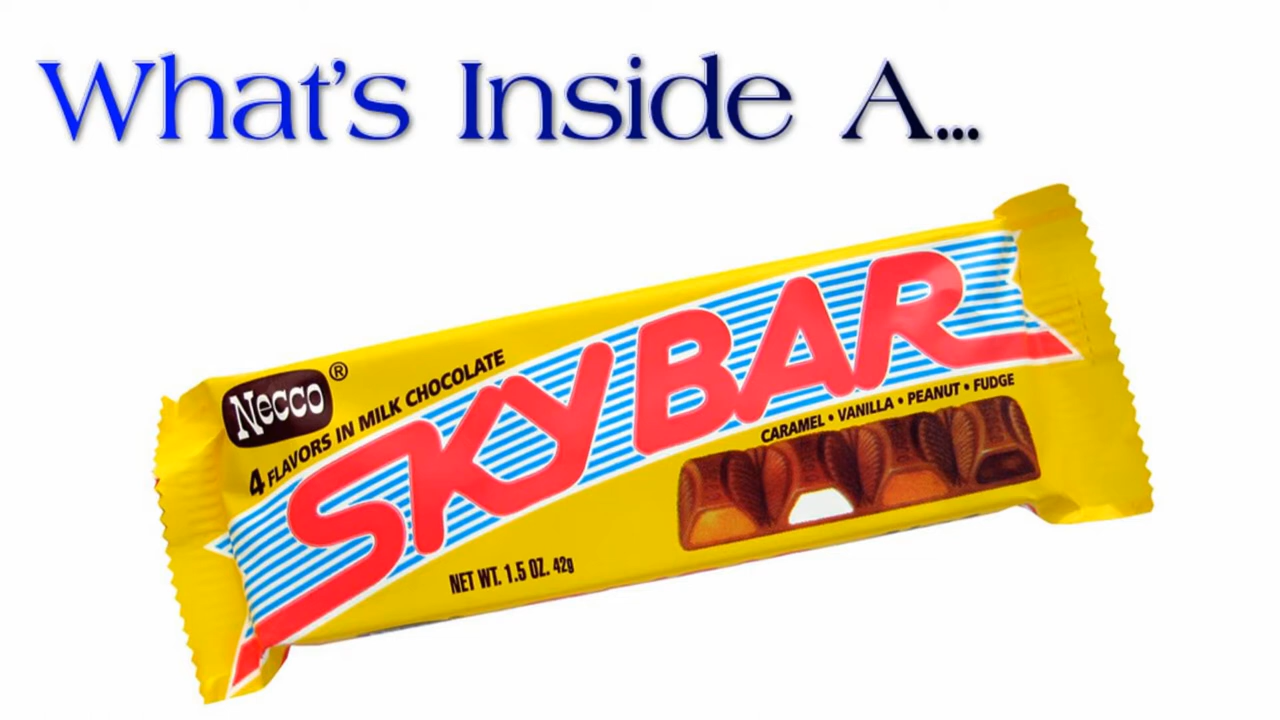 What's Inside A...
Necco®
4 FLAVORS IN MILK CHOCOLATE
SKYBAR
CARAMEL • VANILLA • PEANUT • FUDGE
NET WT. 1.5 OZ. 42g